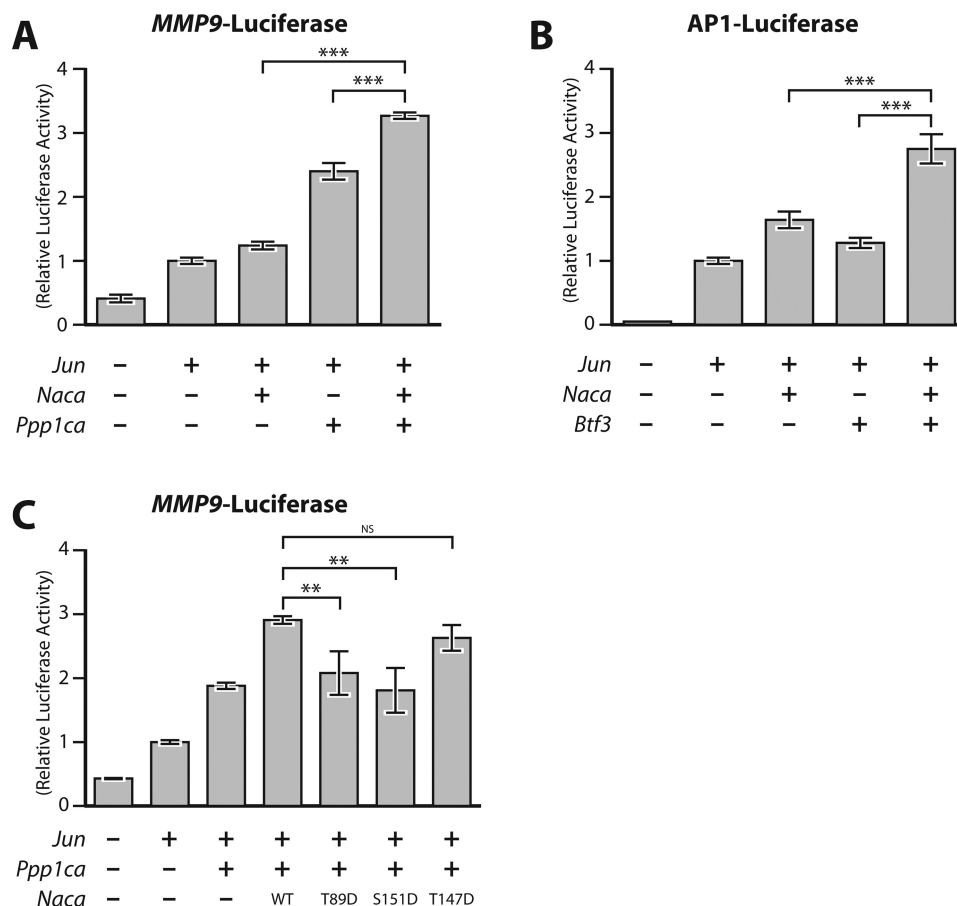 A
MMP9-Luciferase
(Relative Luciferase Activity)
4
3
2
1
0
***
***
Jun − + + + +
Naca − − + − +
Ppp1ca − − − + +
B
AP1-Luciferase
(Relative Luciferase Activity)
4
3
2
1
0
***
***
Jun − + + + +
Naca − − + − +
Btf3 − − − + +
C
MMP9-Luciferase
(Relative Luciferase Activity)
4
3
2
1
0
NS
**
**
Jun − + + + + + +
Ppp1ca − − + + + + +
Naca − − − WT T89D S151D T147D